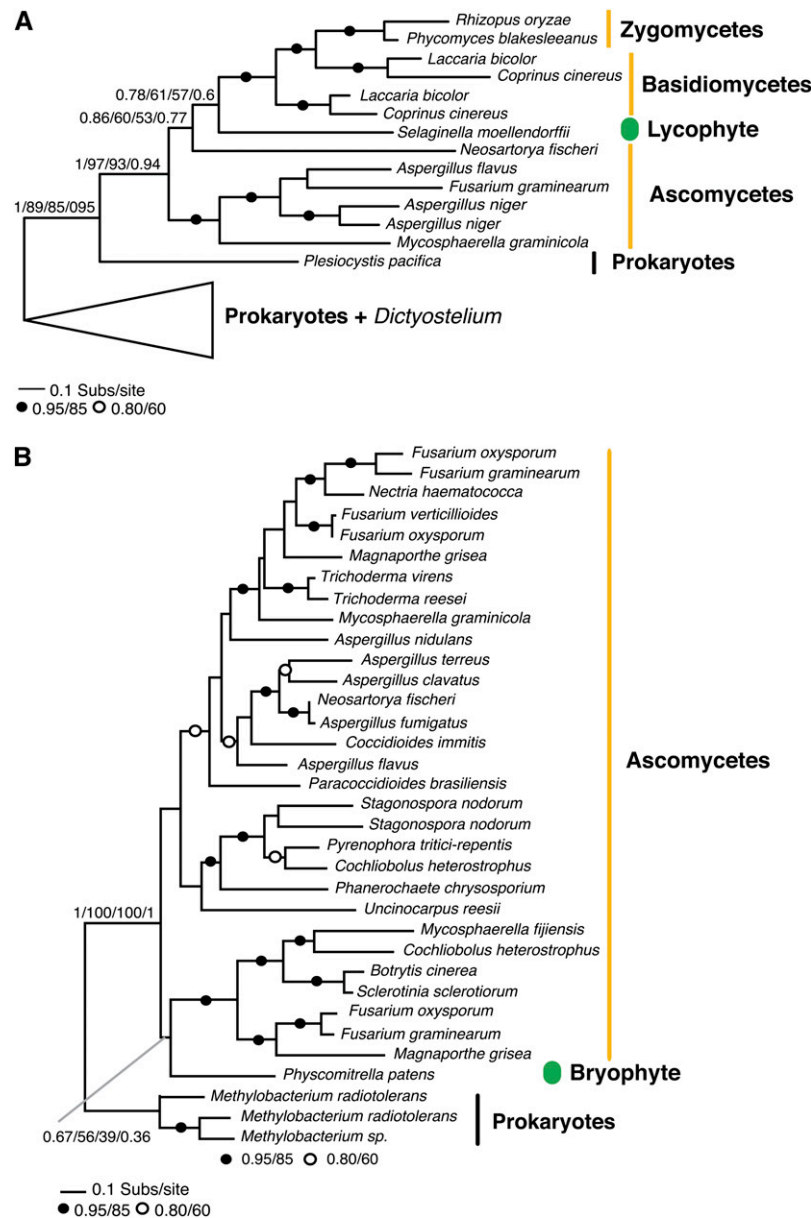 A
Rhizopus oryzae
Phycomyces blakesleeanus
Zygomycetes
Laccaria bicolor
Coprinus cinereus
Basidiomycetes
0.78/61/57/0.6
Laccaria bicolor
0.86/60/53/0.77
Coprinus cinereus
Selaginella moellendorffii
Lycophyte
Neosartorya fischeri
1/97/93/0.94
Aspergillus flavus
Fusarium graminearum
Ascomycetes
1/89/85/095
Aspergillus niger
Aspergillus niger
Mycosphaerella graminicola
Plesiocystis pacifica
Prokaryotes
Prokaryotes + Dictyostelium
0.1 Subs/site
0.95/85 0.80/60
B
Fusarium oxysporum
Fusarium graminearum
Nectria haematococca
Fusarium verticillioides
Fusarium oxysporum
Magnaporthe grisea
Trichoderma virens
Trichoderma reesei
Mycosphaerella graminicola
Aspergillus nidulans
Aspergillus terreus
Aspergillus clavatus
Neosartorya fischeri
Aspergillus fumigatus
Coccidioides immitis
Aspergillus flavus
Paracoccidioides brasiliensis
Ascomycetes
Stagonospora nodorum
Stagonospora nodorum
Pyrenophora tritici-repentis
Cochliobolus heterostrophus
Phanerochaete chrysosporium
Uncinocarpus reesii
1/100/100/1
Mycosphaerella fijiensis
Cochliobolus heterostrophus
Botrytis cinerea
Sclerotinia sclerotiorum
Fusarium oxysporum
Fusarium graminearum
Magnaporthe grisea
Physcomitrella patens
Bryophyte
Methylobacterium radiotolerans
Methylobacterium radiotolerans
Prokaryotes
Methylobacterium sp.
0.67/56/39/0.36
0.95/85 0.80/60
0.1 Subs/site
0.95/85 0.80/60